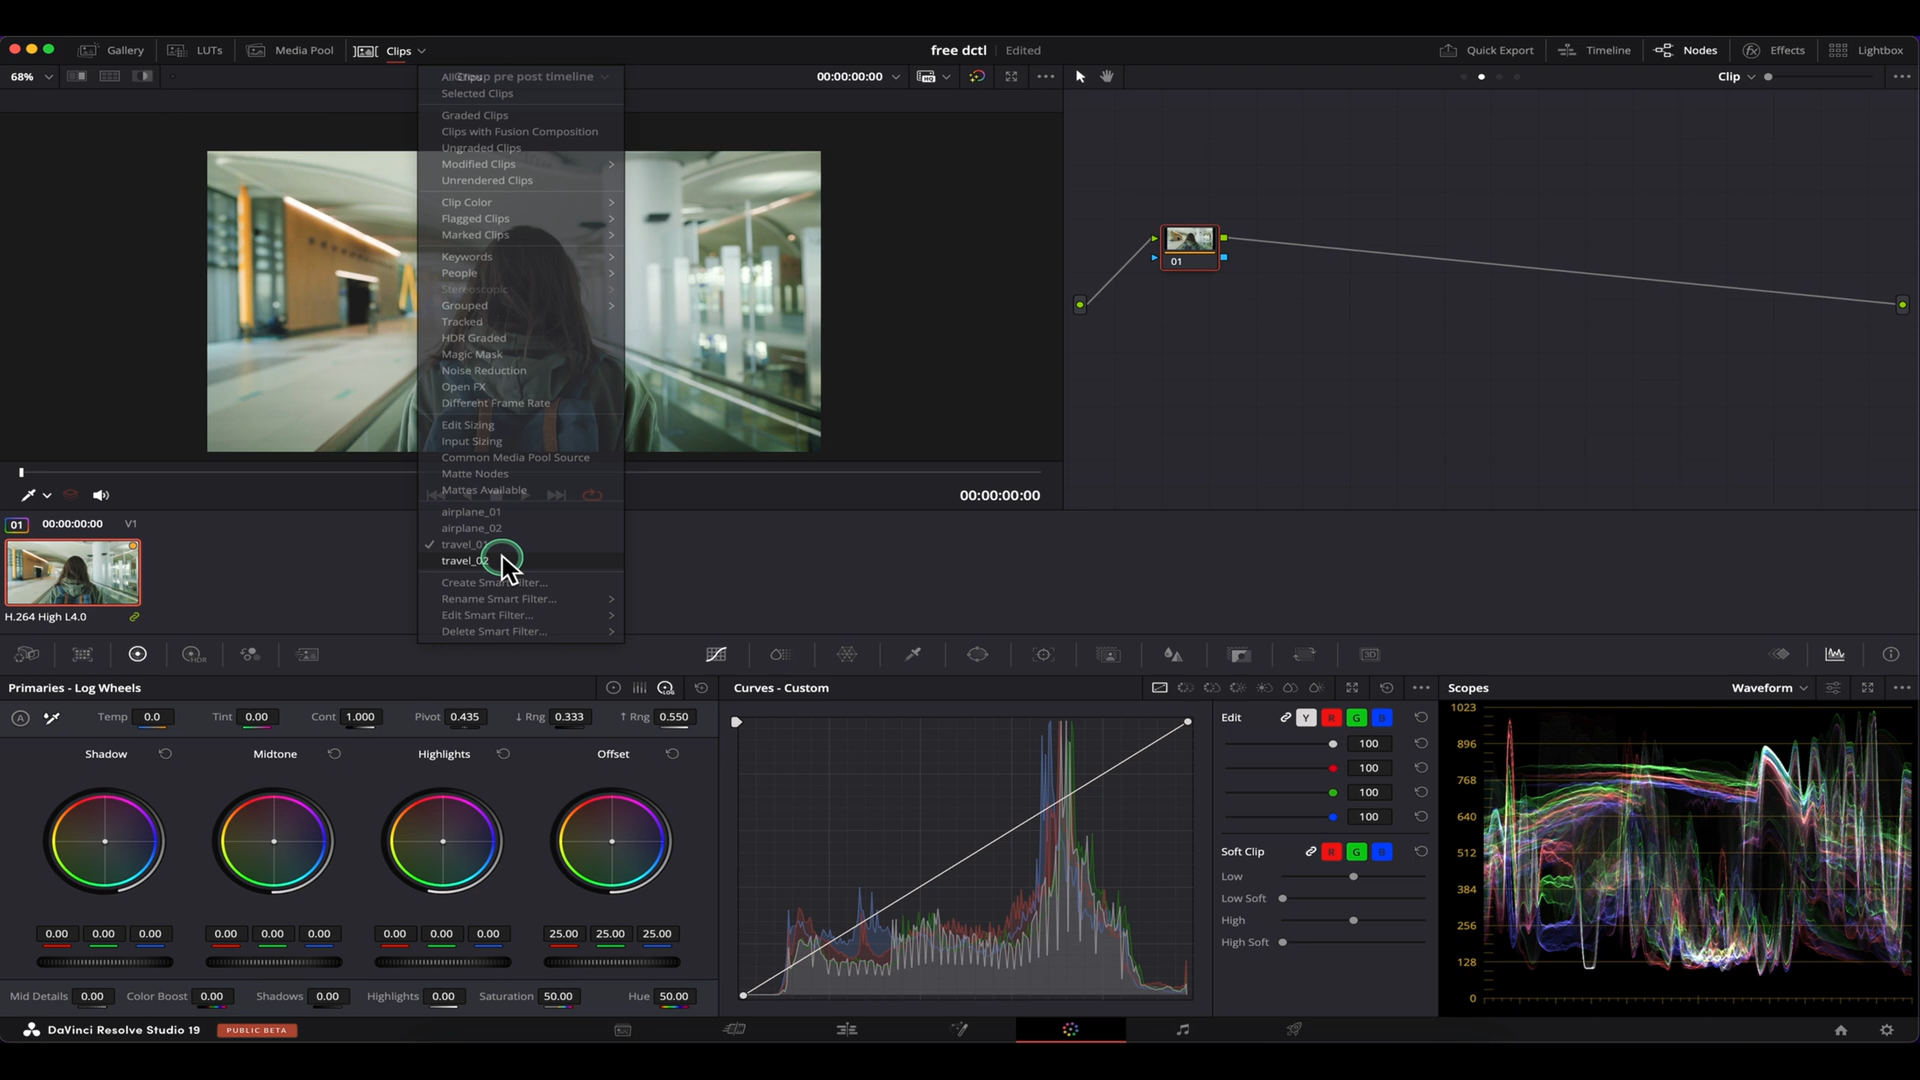 Gallery LUTs Media Pool Clips free dctl Edited Quick Export Timeline Nodes Effects Lightbox
68% Group pre post timeline 00:00:00:00 Clip
Selected Clips
Graded Clips
Clips with Fusion Composition
Ungraded Clips
Modified Clips
Unrendered Clips
Clip Color
Flagged Clips
Marked Clips
Keywords
People
Stereoscopic
Grouped
Tracked
HDR Graded
Magic Mask
Noise Reduction
Open FX
Different Frame Rate
Edit Sizing
Input Sizing
Common Media Pool Source
Matte Nodes
Mattes Available
airplane_01
airplane_02
travel_01
travel_02
Create Smart Filter...
Rename Smart Filter...
Edit Smart Filter...
Delete Smart Filter...
01
00:00:00:00
01 00:00:00:00 V1
H.264 High L4.0
HDR
3D
Primaries - Log Wheels LOG
A Temp 0.0 Tint 0.00 Cont 1.000 Pivot 0.435 ↓ Rng 0.333 ↑ Rng 0.550
Shadow Midtone Highlights Offset
0.00 0.00 0.00 0.00 0.00 0.00 0.00 0.00 0.00 25.00 25.00 25.00
Mid Details 0.00 Color Boost 0.00 Shadows 0.00 Highlights 0.00 Saturation 50.00 Hue 50.00
Curves - Custom
Edit Y R G B
100
100
100
100
Soft Clip R G B
Low
Low Soft
High
High Soft
Scopes Waveform
1023
896
768
640
512
384
256
128
0
DaVinci Resolve Studio 19 PUBLIC BETA